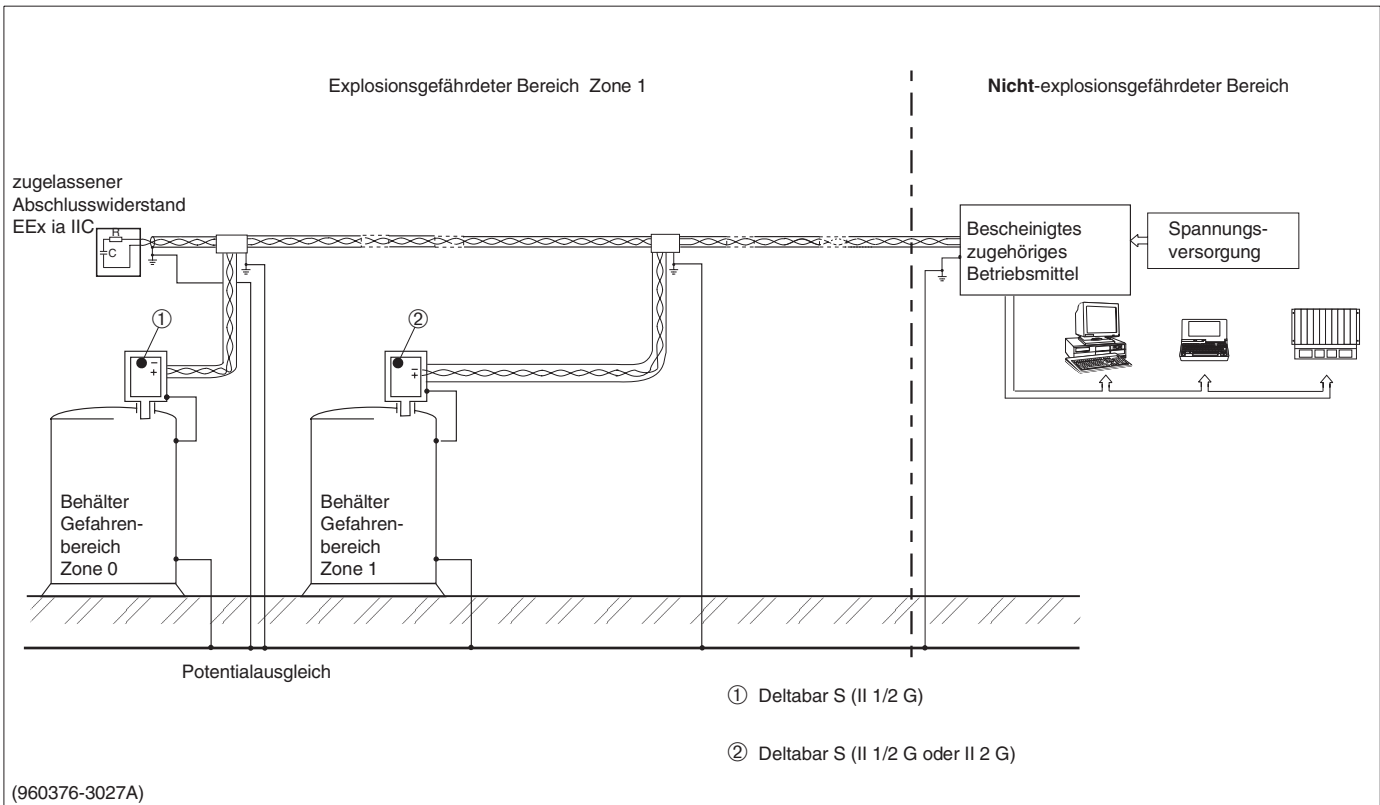 Explosionsgefährdeter Bereich Zone 1
Nicht-explosionsgefährdeter Bereich
zugelassener
Abschlusswiderstand
EEx ia IIC
R
C
Bescheinigtes
zugehöriges
Betriebsmittel
Spannungs-
versorgung
①
②
–
+
–
+
Behälter
Gefahren-
bereich
Zone 0
Behälter
Gefahren-
bereich
Zone 1
Potentialausgleich
① Deltabar S (II 1/2 G)
② Deltabar S (II 1/2 G oder II 2 G)
(960376-3027A)